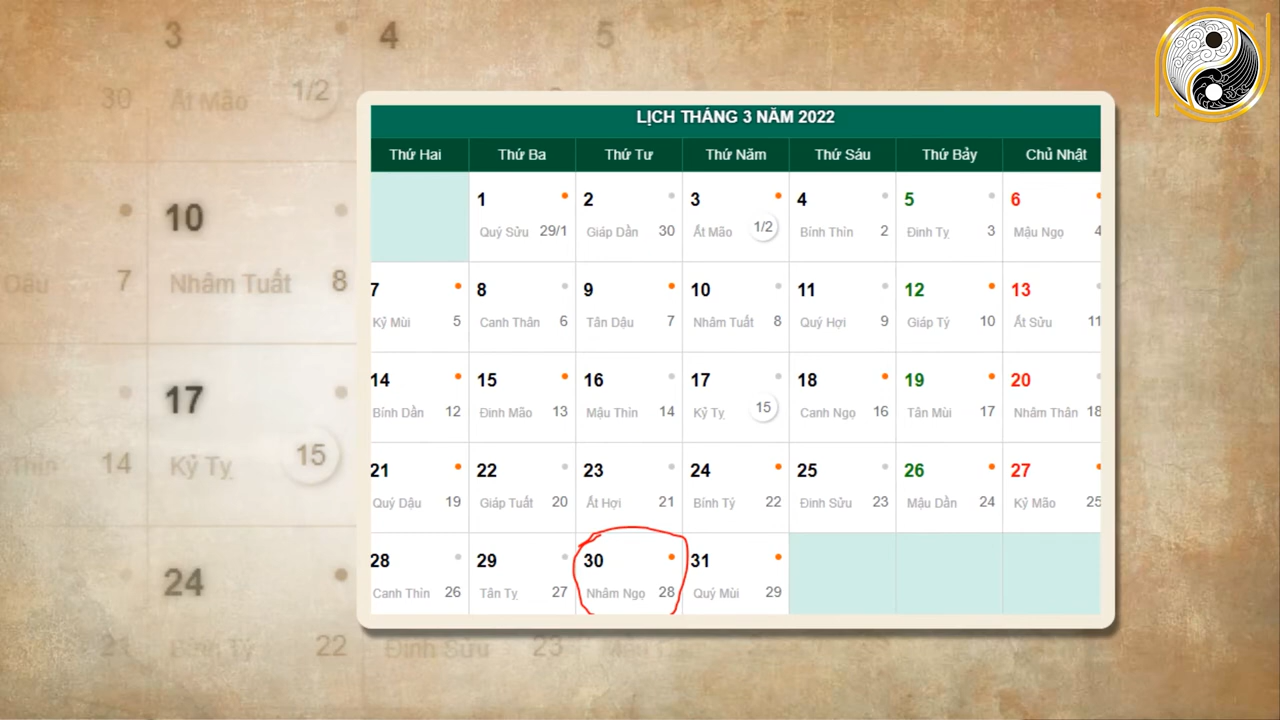 3 4 5
30 Ất Mão 1/2
LỊCH THÁNG 3 NĂM 2022
Thứ Hai Thứ Ba Thứ Tư Thứ Năm Thứ Sáu Thứ Bảy Chủ Nhật
1 2 3 4 5 6
Quý Sửu 29/1 Giáp Dần 30 Ất Mão 1/2 Bính Thìn 2 Đinh Tỵ 3 Mậu Ngọ 4
10
7 Nhâm Tuất 8
7 8 9 10 11 12 13
Kỷ Mùi 5 Canh Thân 6 Tân Dậu 7 Nhâm Tuất 8 Quý Hợi 9 Giáp Tý 10 Ất Sửu 11
17
14 Kỷ Tỵ 15
14 15 16 17 18 19 20
Bính Dần 12 Đinh Mão 13 Mậu Thìn 14 Kỷ Tỵ 15 Canh Ngọ 16 Tân Mùi 17 Nhâm Thân 18
21 22 23 24 25 26 27
Quý Dậu 19 Giáp Tuất 20 Ất Hợi 21 Bính Tý 22 Đinh Sửu 23 Mậu Dần 24 Kỷ Mão 25
24
21 Bính Tý 22 Đinh Sửu 23
28 29 30 31
Canh Thìn 26 Tân Tỵ 27 Nhâm Ngọ 28 Quý Mùi 29